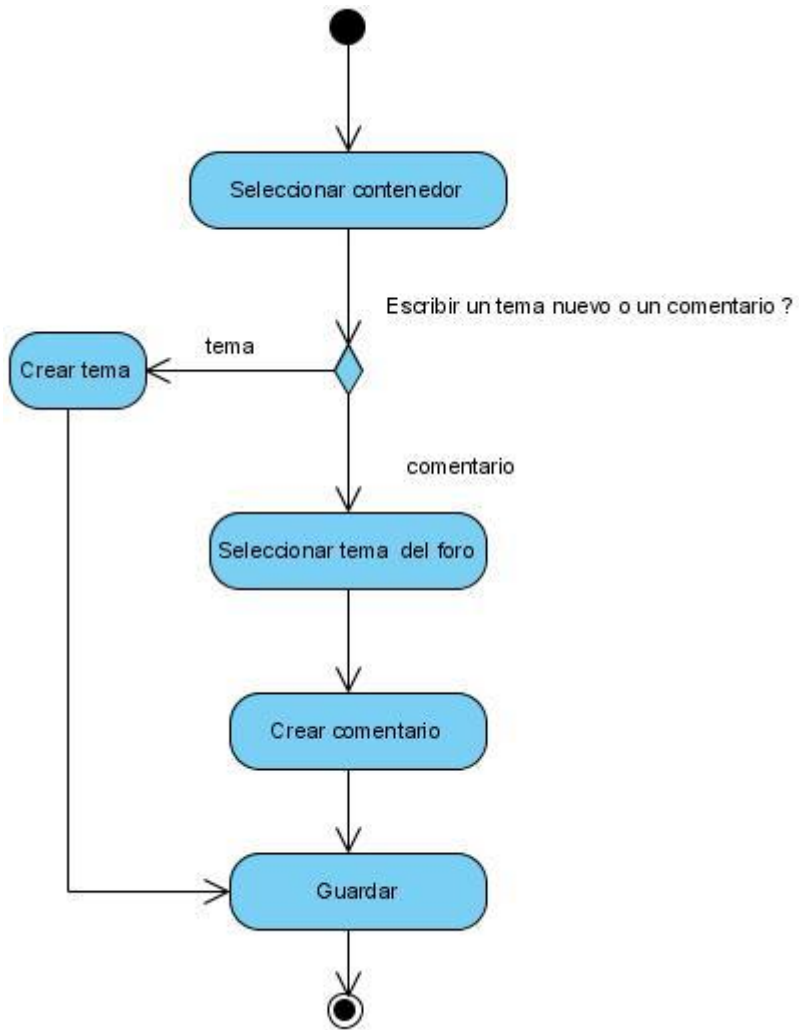 Seleccionar contenedor
Escribir un tema nuevo o un comentario ?
tema
Crear tema
comentario
Seleccionar tema del foro
Crear comentario
Guardar